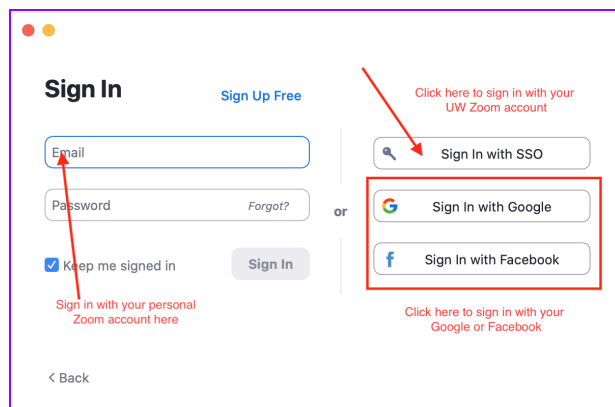 Sign In
Sign Up Free
Email
Password
Forgot?
Keep me signed in
Sign In
Sign in with your personal
Zoom account here
< Back
or
Click here to sign in with your
UW Zoom account
Sign In with SSO
Sign In with Google
Sign In with Facebook
Click here to sign in with your
Google or Facebook